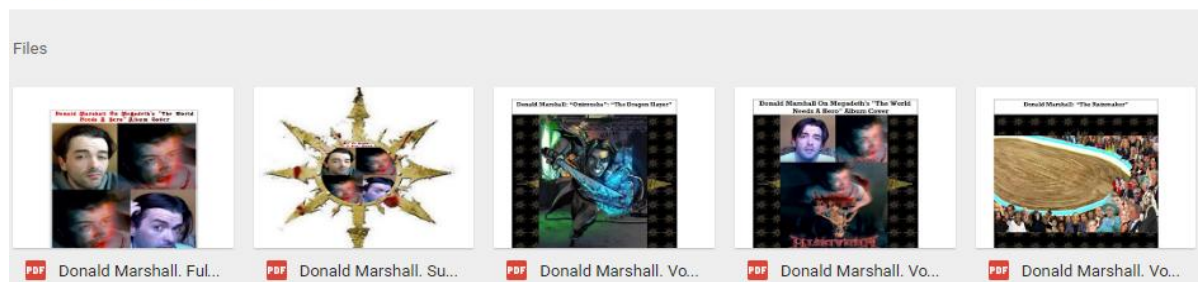 Files
Donald Marshall On Megadeth's "The World
Needs A Hero" Album Cover
Donald Marshall: "Onimusha": "The Dragon Slayer"
Donald Marshall On Megadeth's "The World
Needs A Hero" Album Cover
Donald Marshall: "The Rainmaker"
PDF Donald Marshall. Ful...
PDF Donald Marshall. Su...
PDF Donald Marshall. Vo...
PDF Donald Marshall. Vo...
PDF Donald Marshall. Vo...